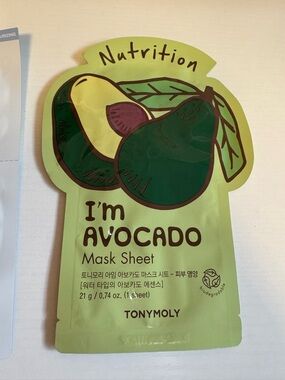 Nutrition
I'm
AVOCADO
Mask Sheet
토니모리 아임 아보카도 마스크 시트 - 피부 영양
[워터 타입의 아보카도 에센스]
21 g / 0.74 oz. (1 sheet)
biodegradable
TONYMOLY